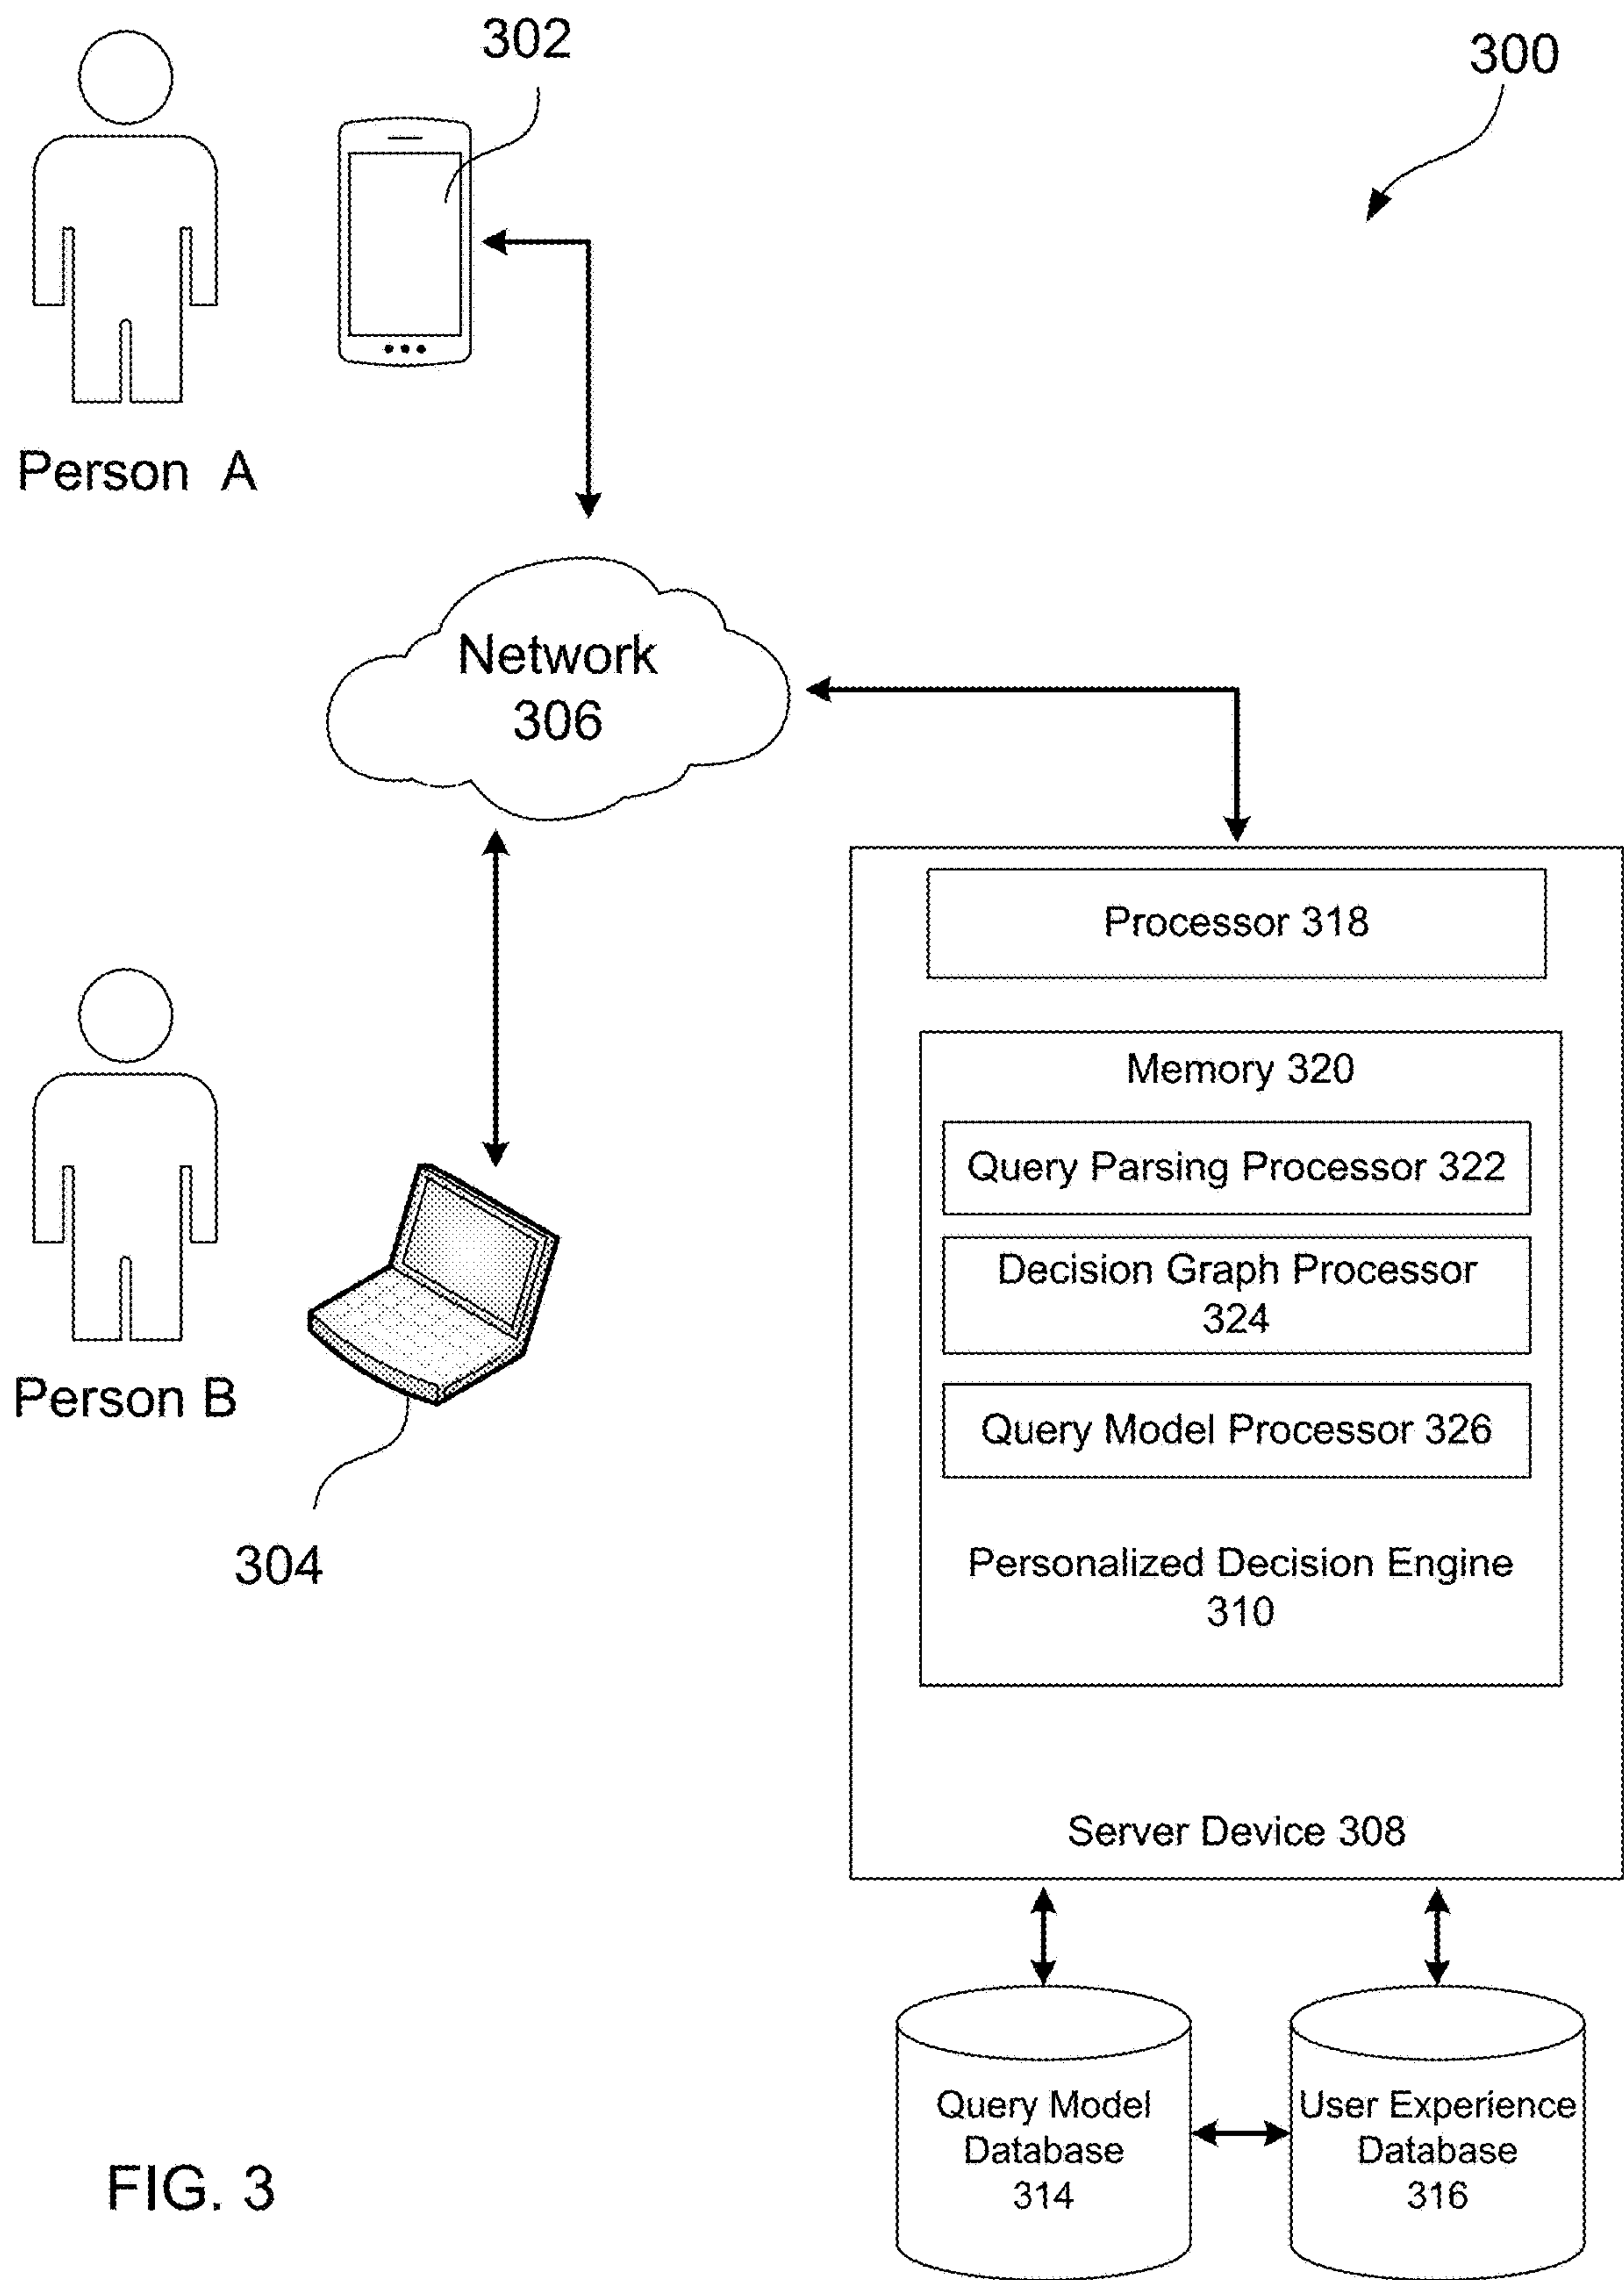 302
300
Person A
Network
306
Processor 318
Memory 320
Query Parsing Processor 322
Decision Graph Processor
324
Query Model Processor 326
Person B
304
Personalized Decision Engine
310
Server Device 308
Query Model
Database
314
User Experience
Database
316
FIG. 3